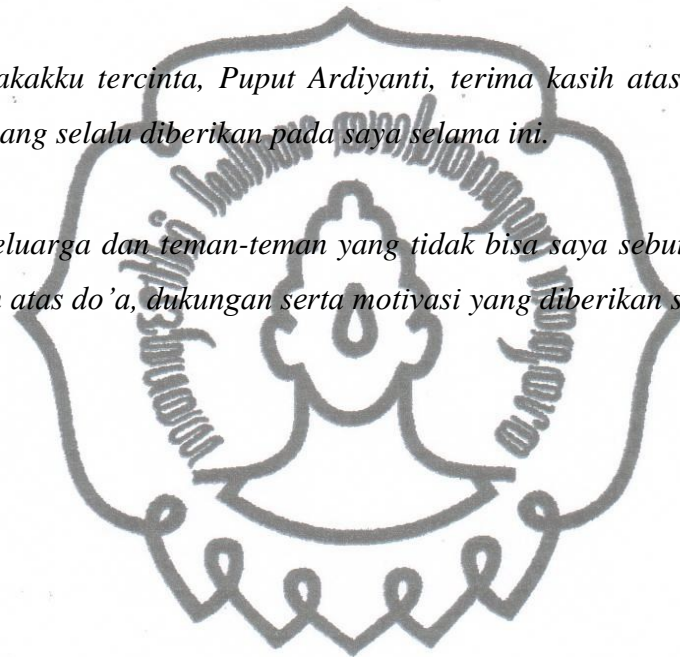 akakku tercinta, Puput Ardiyanti, terima kasih atas
ang selalu diberikan pada saya selama ini.
eluarga dan teman-teman yang tidak bisa saya sebu
atas do’a, dukungan serta motivasi yang diberikan s